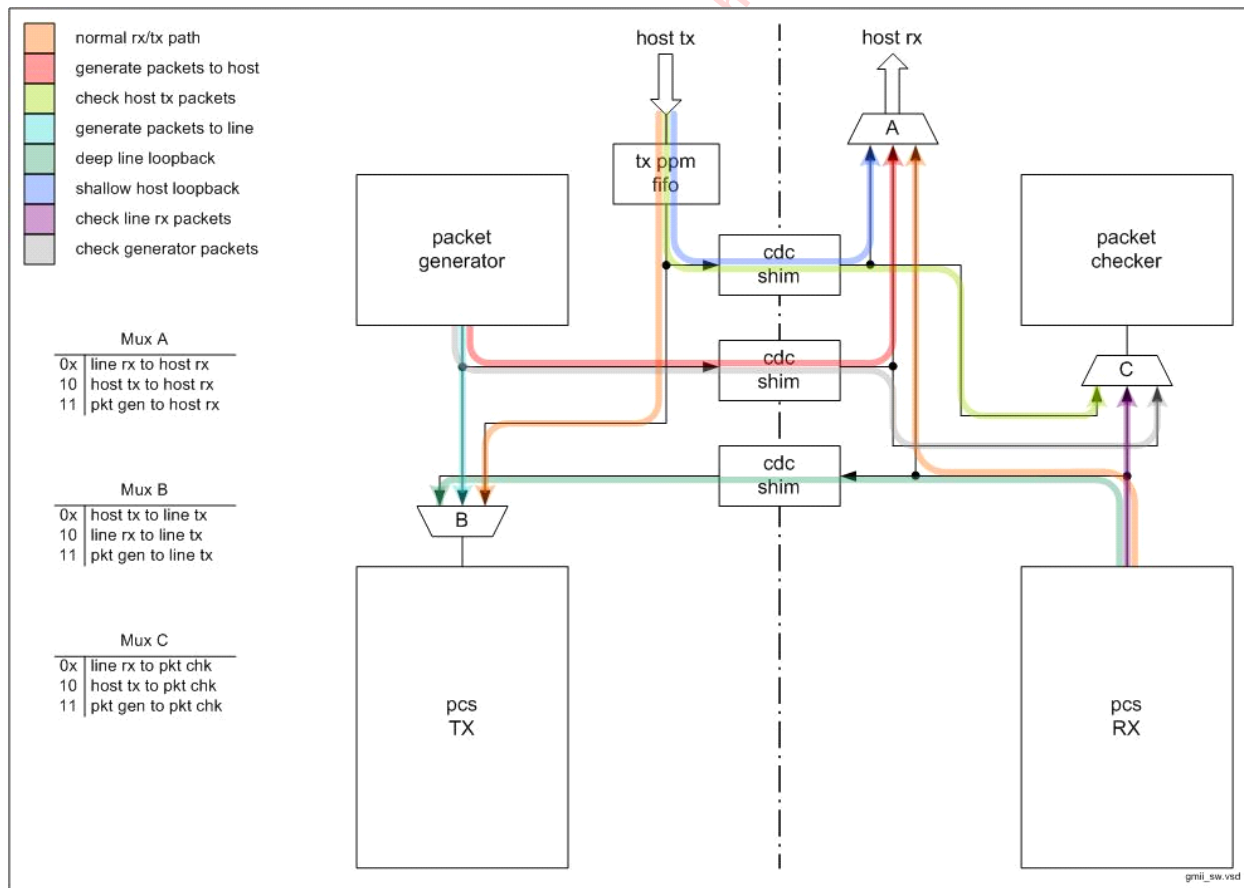 normal rx/tx path
generate packets to host
check host tx packets
generate packets to line
deep line loopback
shallow host loopback
check line rx packets
check generator packets
host tx
host rx
A
tx ppm
fifo
packet
generator
cdc
shim
packet
checker
cdc
shim
C
cdc
shim
B
Mux A
0x line rx to host rx
10 host tx to host rx
11 pkt gen to host rx
Mux B
0x host tx to line tx
10 line rx to line tx
11 pkt gen to line tx
Mux C
0x line rx to pkt chk
10 host tx to pkt chk
11 pkt gen to pkt chk
pcs
TX
pcs
RX
gmii_sw.vsd